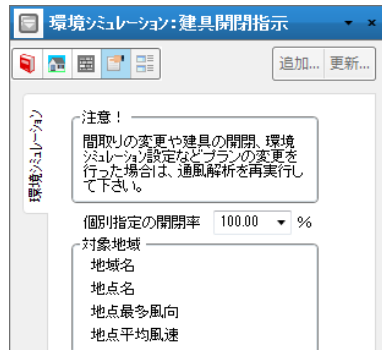 環境シミュレーション:建具開閉指示
追加... 更新...
環境シミュレーション
注意！
間取りの変更や建具の開閉、環境
シミュレーション設定などプランの変更を
行った場合は、通風解析を再実行し
て下さい。
個別指定の開閉率 100.00 %
対象地域
地域名
地点名
地点最多風向
地点平均風速